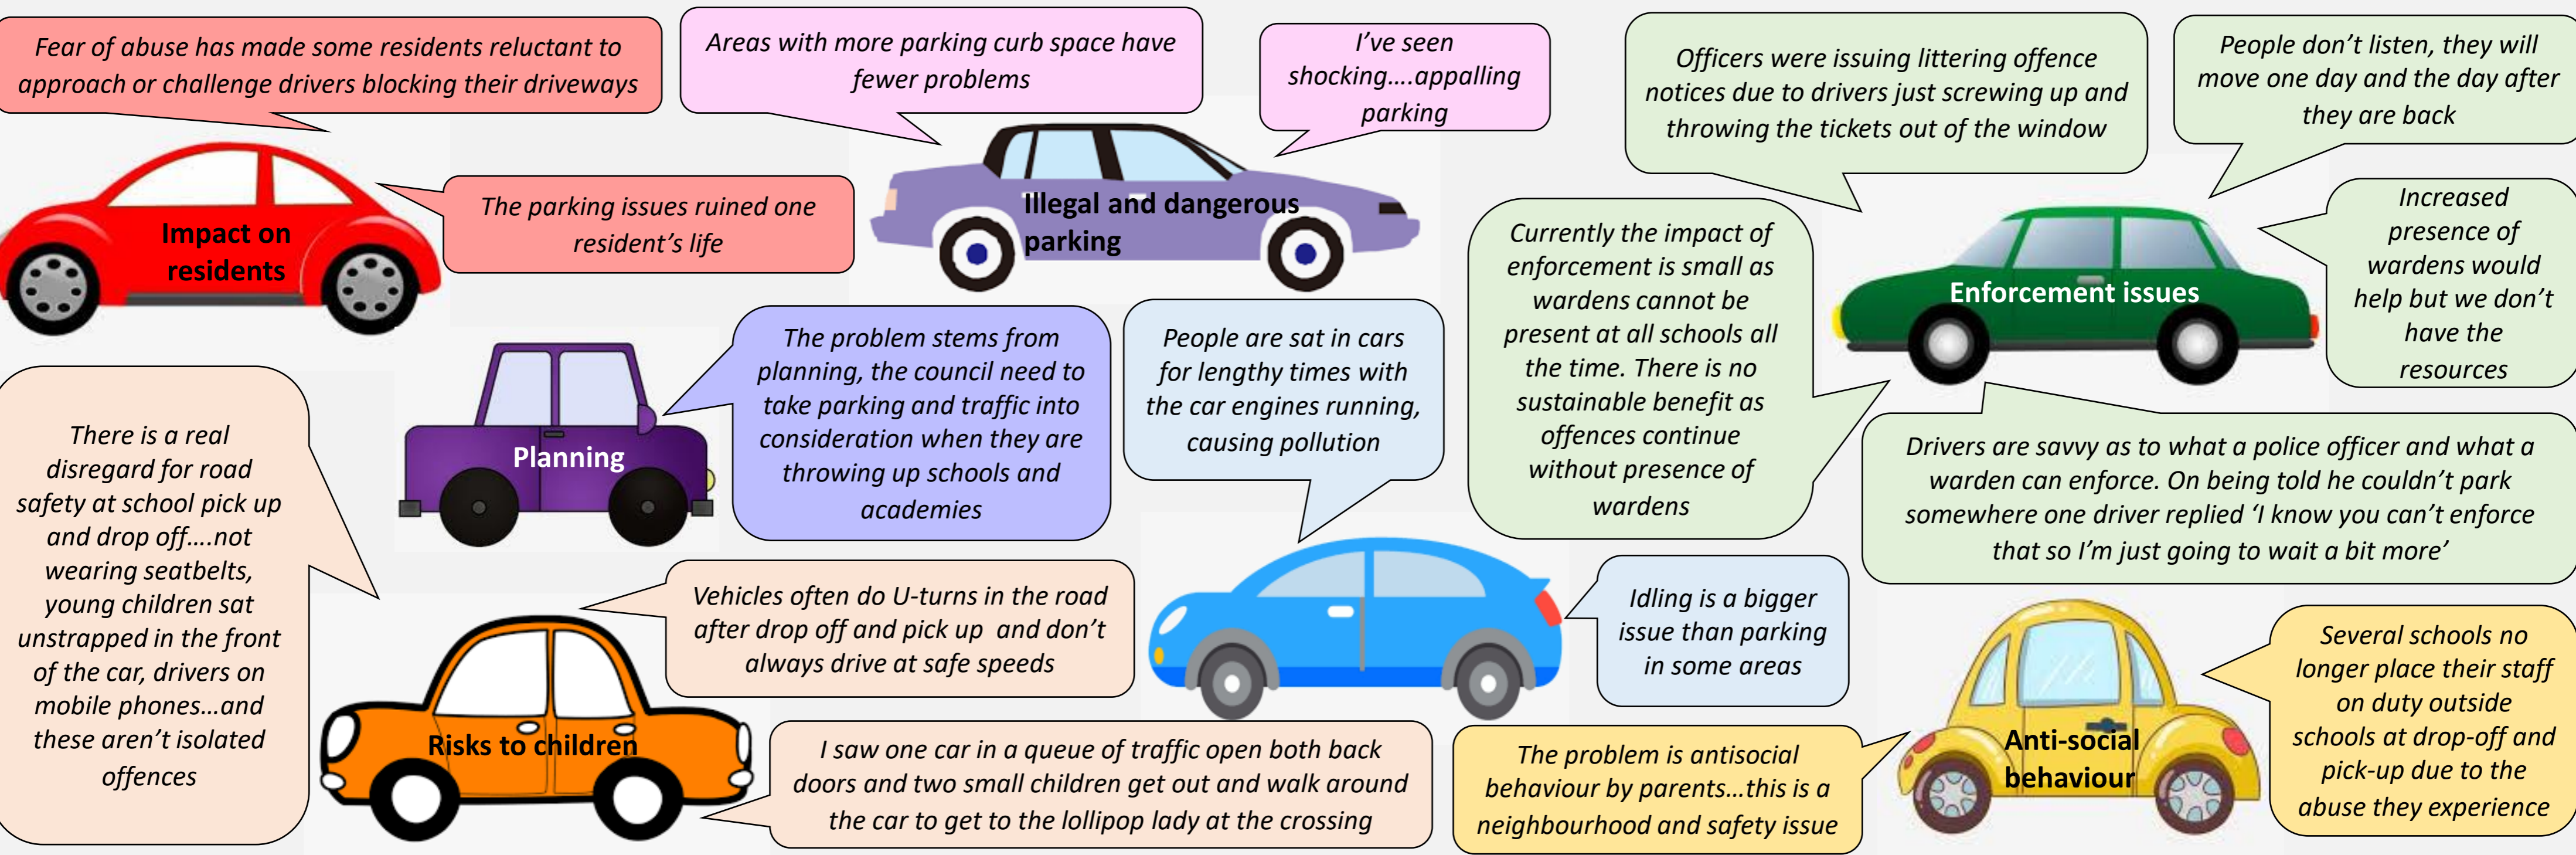 Fear of abuse has made some residents reluctant to
approach or challenge drivers blocking their driveways
The parking issues ruined one
resident's life
Impact on
residents
Areas with more parking curb space have
fewer problems
I've seen
shocking....appalling
parking
Illegal and dangerous
parking
Officers were issuing littering offence
notices due to drivers just screwing up and
throwing the tickets out of the window
People don't listen, they will
move one day and the day after
they are back
Increased
presence of
wardens would
help but we don't
have the
resources
Currently the impact of
enforcement is small as
wardens cannot be
present at all schools all
the time. There is no
sustainable benefit as
offences continue
without presence of
wardens
Enforcement issues
Drivers are savvy as to what a police officer and what a
warden can enforce. On being told he couldn't park
somewhere one driver replied 'I know you can't enforce
that so I'm just going to wait a bit more'
Planning
The problem stems from
planning, the council need to
take parking and traffic into
consideration when they are
throwing up schools and
academies
People are sat in cars
for lengthy times with
the car engines running,
causing pollution
Idling is a bigger
issue than parking
in some areas
There is a real
disregard for road
safety at school pick up
and drop off....not
wearing seatbelts,
young children sat
unstrapped in the front
of the car, drivers on
mobile phones...and
these aren't isolated
offences
Vehicles often do U-turns in the road
after drop off and pick up and don't
always drive at safe speeds
Risks to children
I saw one car in a queue of traffic open both back
doors and two small children get out and walk around
the car to get to the lollipop lady at the crossing
The problem is antisocial
behaviour by parents...this is a
neighbourhood and safety issue
Anti-social
behaviour
Several schools no
longer place their staff
on duty outside
schools at drop-off and
pick-up due to the
abuse they experience